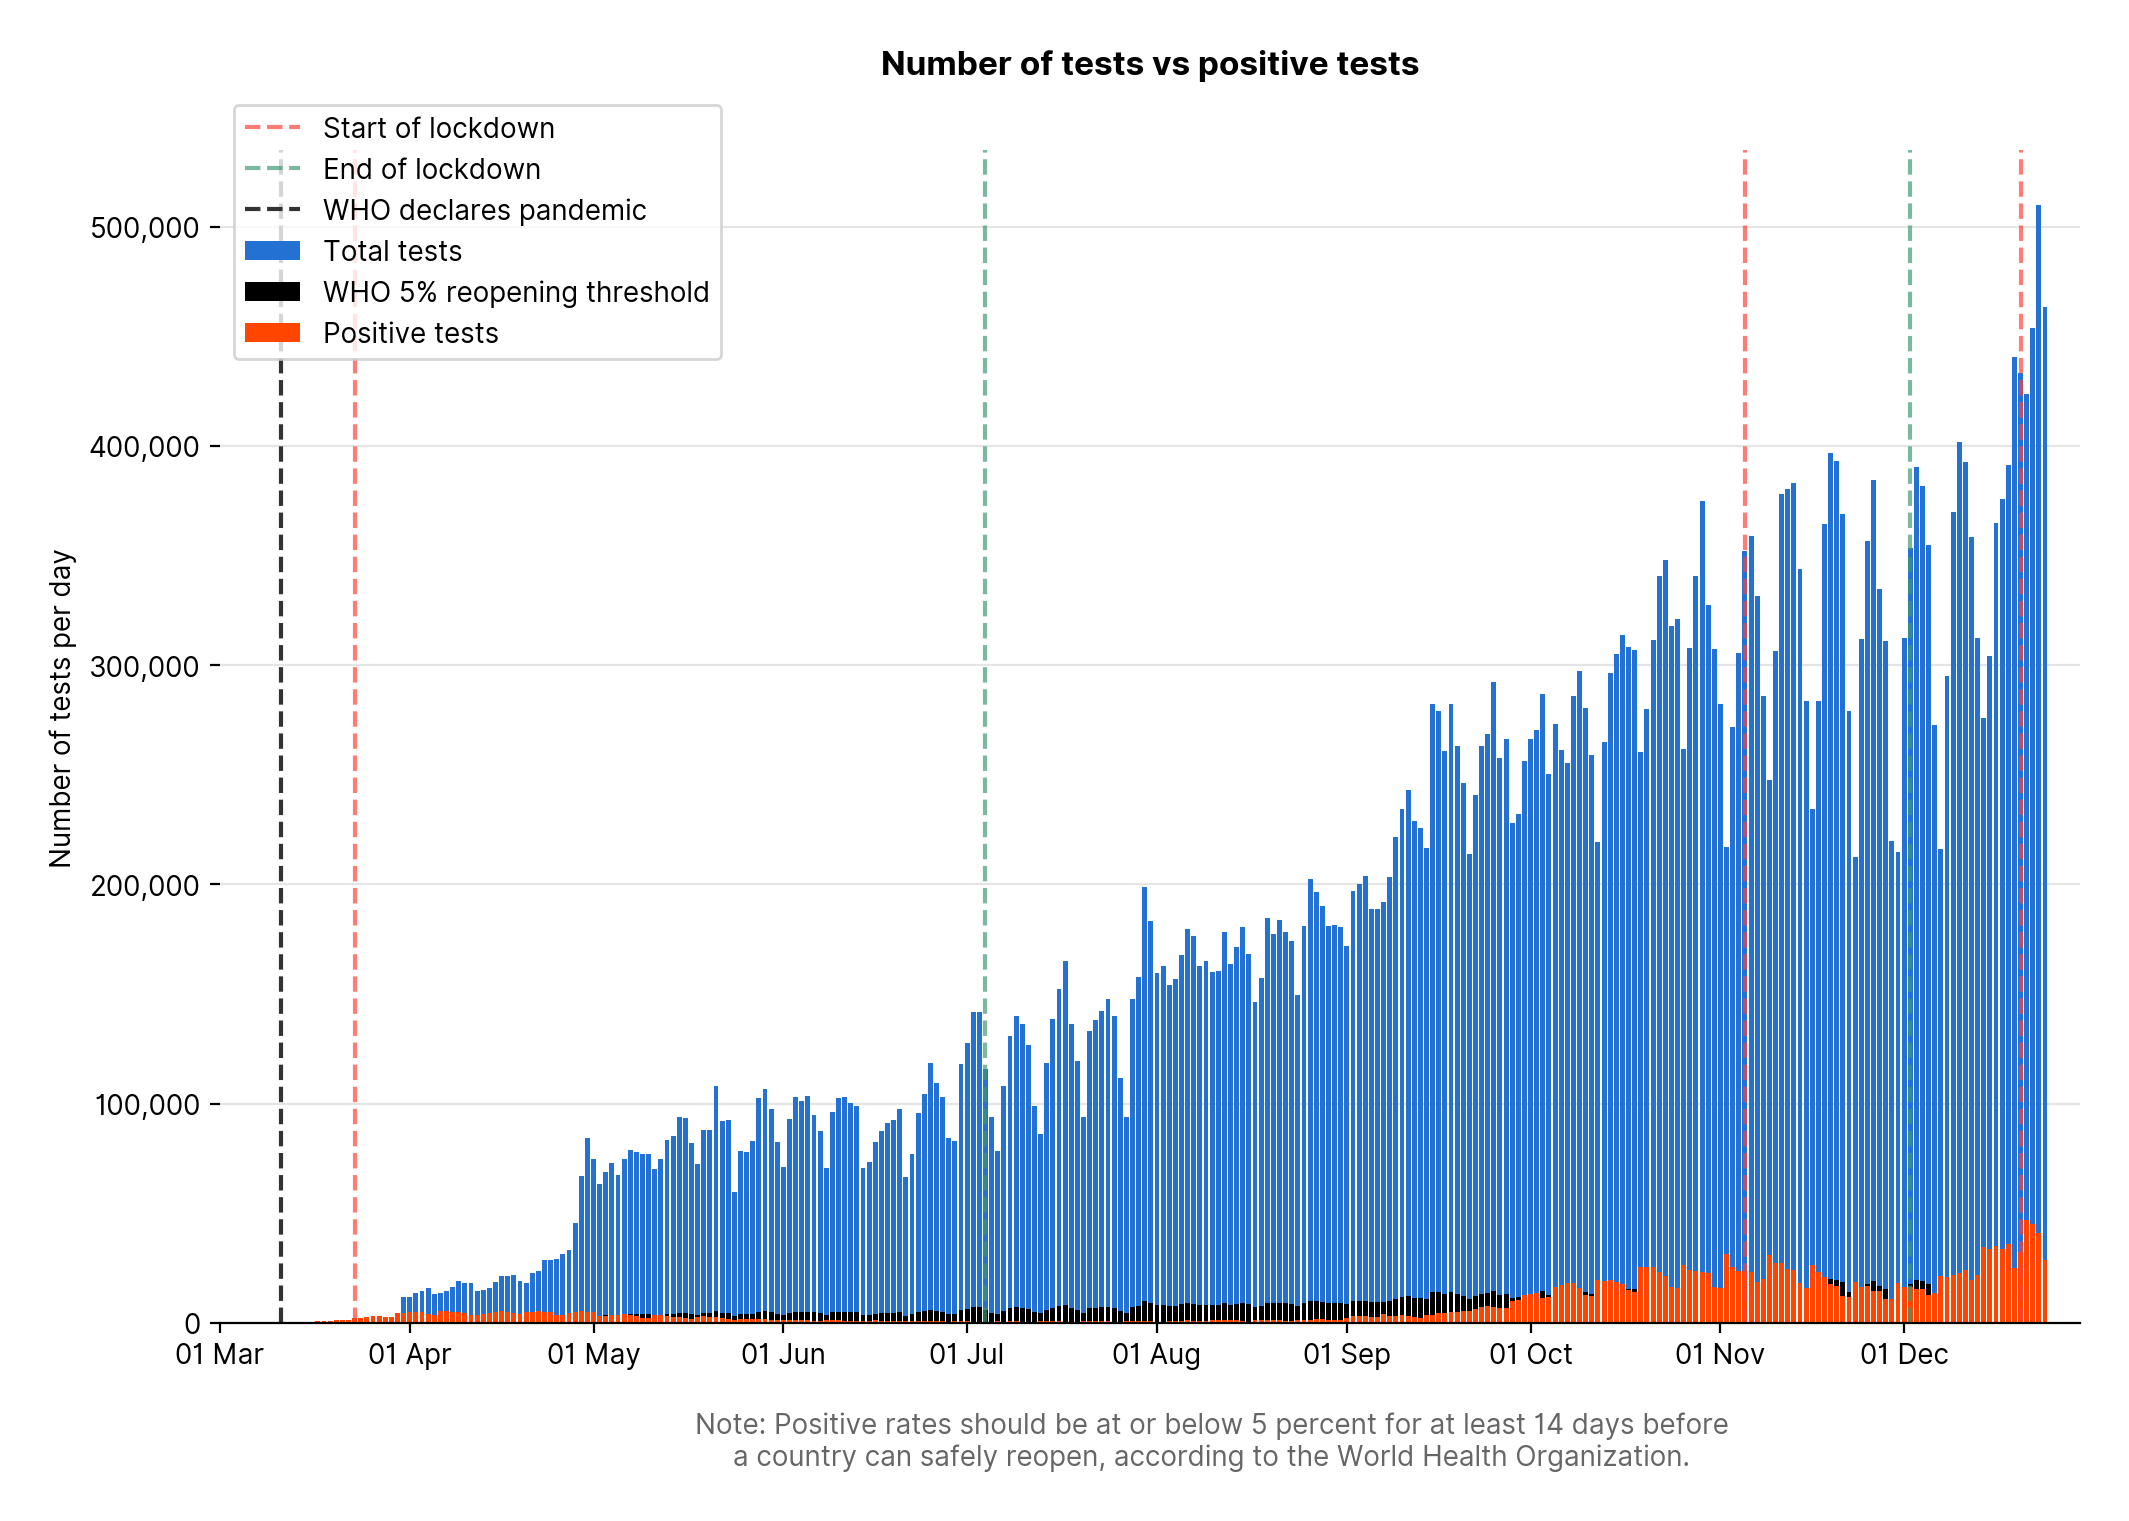 Number of tests vs positive tests
Start of lockdown
End of lockdown
WHO declares pandemic
Total tests
WHO 5% reopening threshold
Positive tests
Number of tests per day
500,000
400,000
300,000
200,000
100,000
0
01 Mar
01 Apr
01 May
01 Jun
01 Jul
01 Aug
01 Sep
01 Oct
01 Nov
01 Dec
Note: Positive rates should be at or below 5 percent for at least 14 days before
a country can safely reopen, according to the World Health Organization.